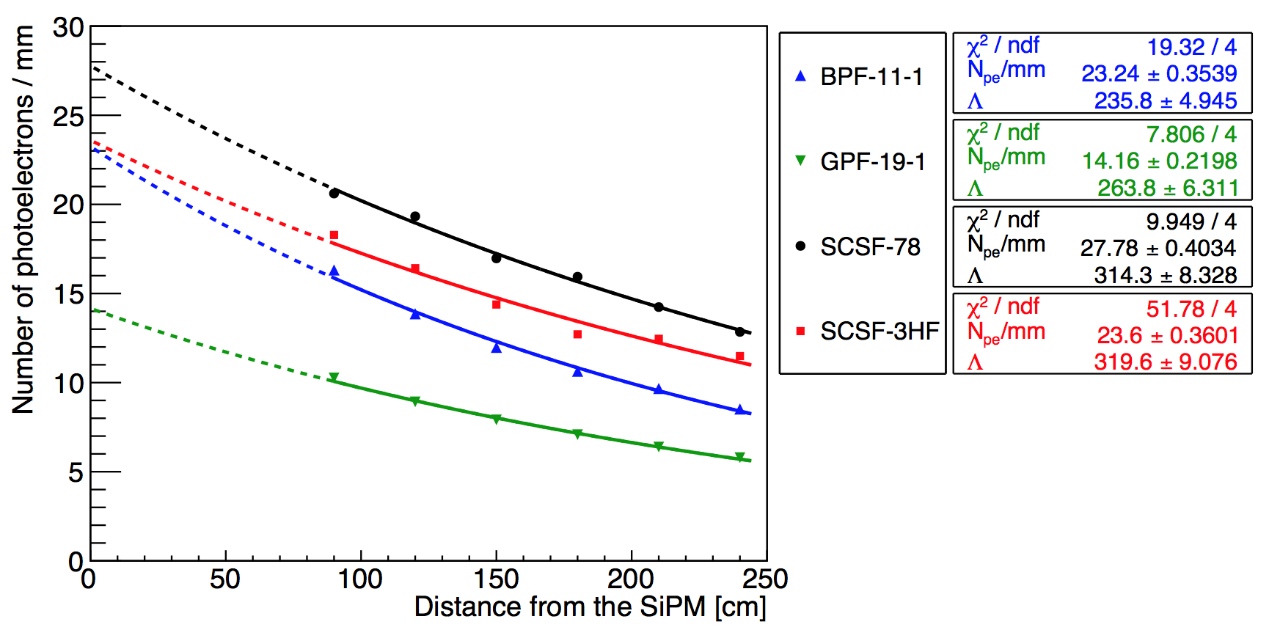 Number of photoelectrons / mm
30
25
20
15
10
5
0
0
50
100
150
200
250
Distance from the SiPM [cm]
BPF-11-1
GPF-19-1
SCSF-78
SCSF-3HF
χ² / ndf 19.32 / 4
Npe/mm 23.24 ± 0.3539
Λ 235.8 ± 4.945
χ² / ndf 7.806 / 4
Npe/mm 14.16 ± 0.2198
Λ 263.8 ± 6.311
χ² / ndf 9.949 / 4
Npe/mm 27.78 ± 0.4034
Λ 314.3 ± 8.328
χ² / ndf 51.78 / 4
Npe/mm 23.6 ± 0.3601
Λ 319.6 ± 9.076